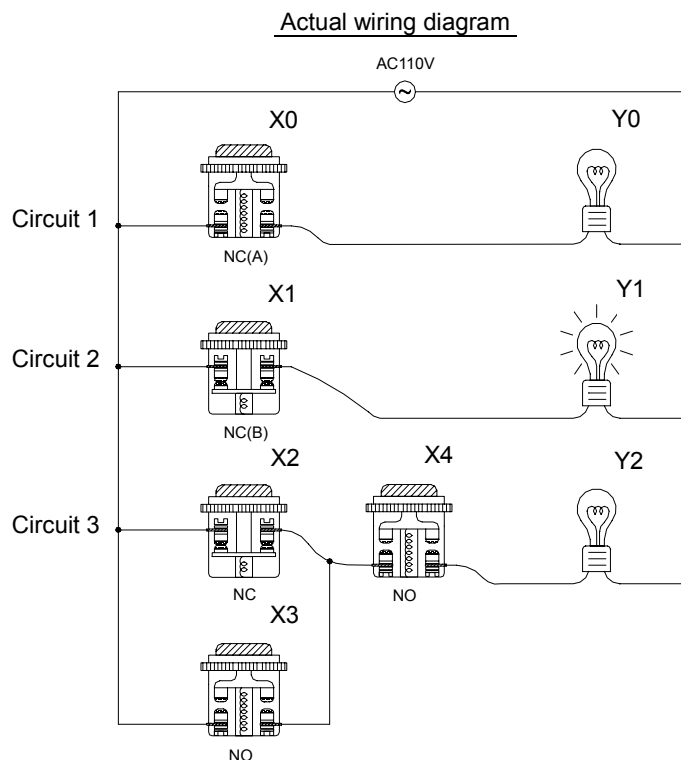 Actual wiring diagram
AC110V
X0
Y0
Circuit 1
NC(A)
X1
Y1
Circuit 2
NC(B)
X2
X4
Y2
Circuit 3
NC
NO
X3
NO